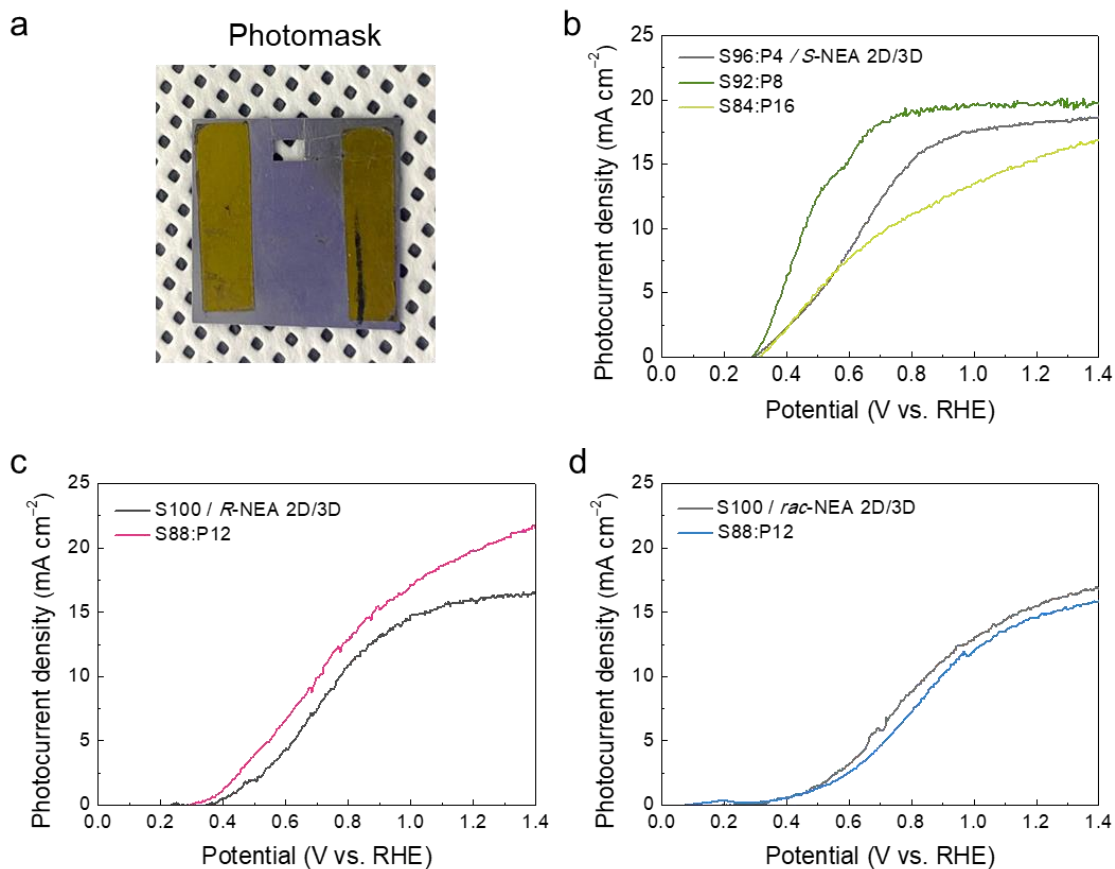 a
Photomask
b
S96:P4 / S-NEA 2D/3D
S92:P8
S84:P16
Photocurrent density (mA cm⁻²)
25
20
15
10
5
0
0.0 0.2 0.4 0.6 0.8 1.0 1.2 1.4
Potential (V vs. RHE)
c
S100 / R-NEA 2D/3D
S88:P12
Photocurrent density (mA cm⁻²)
25
20
15
10
5
0
0.0 0.2 0.4 0.6 0.8 1.0 1.2 1.4
Potential (V vs. RHE)
d
S100 / rac-NEA 2D/3D
S88:P12
Photocurrent density (mA cm⁻²)
25
20
15
10
5
0
0.0 0.2 0.4 0.6 0.8 1.0 1.2 1.4
Potential (V vs. RHE)